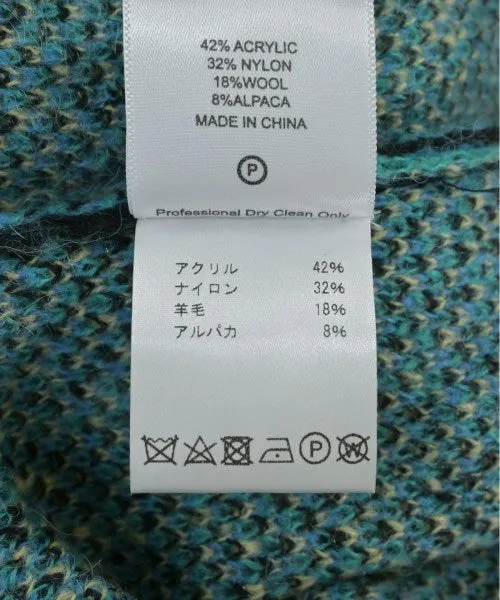 42% ACRYLIC
32% NYLON
18%WOOL
8%ALPACA
MADE IN CHINA
P
Professional Dry Clean Only
アクリル 42%
ナイロン 32%
羊毛 18%
アルパカ 8%
P W